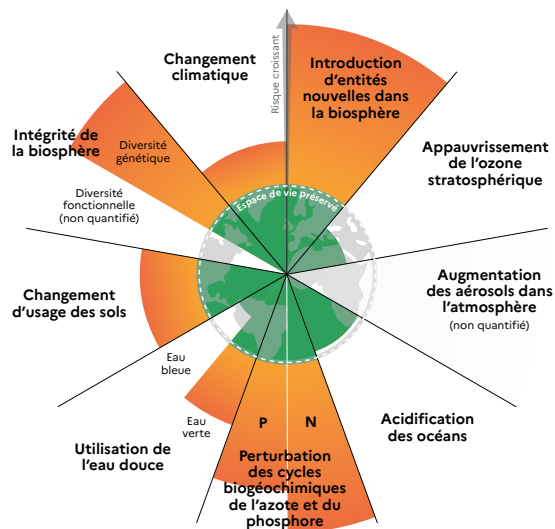 Changement
climatique
Risque croissant
Introduction
d'entités
nouvelles dans
la biosphère
Intégrité de
la biosphère
Diversité
génétique
Diversité
fonctionnelle
(non quantifié)
Appauvrissement
de l'ozone
stratosphérique
Espace de vie préservé
Changement
d'usage des sols
Augmentation
des aérosols dans
l'atmosphère
(non quantifié)
Eau
bleue
Eau
verte
Utilisation de
l'eau douce
P
N
Perturbation
des cycles
biogéochimiques
de l'azote et du
phosphore
Acidification
des océans